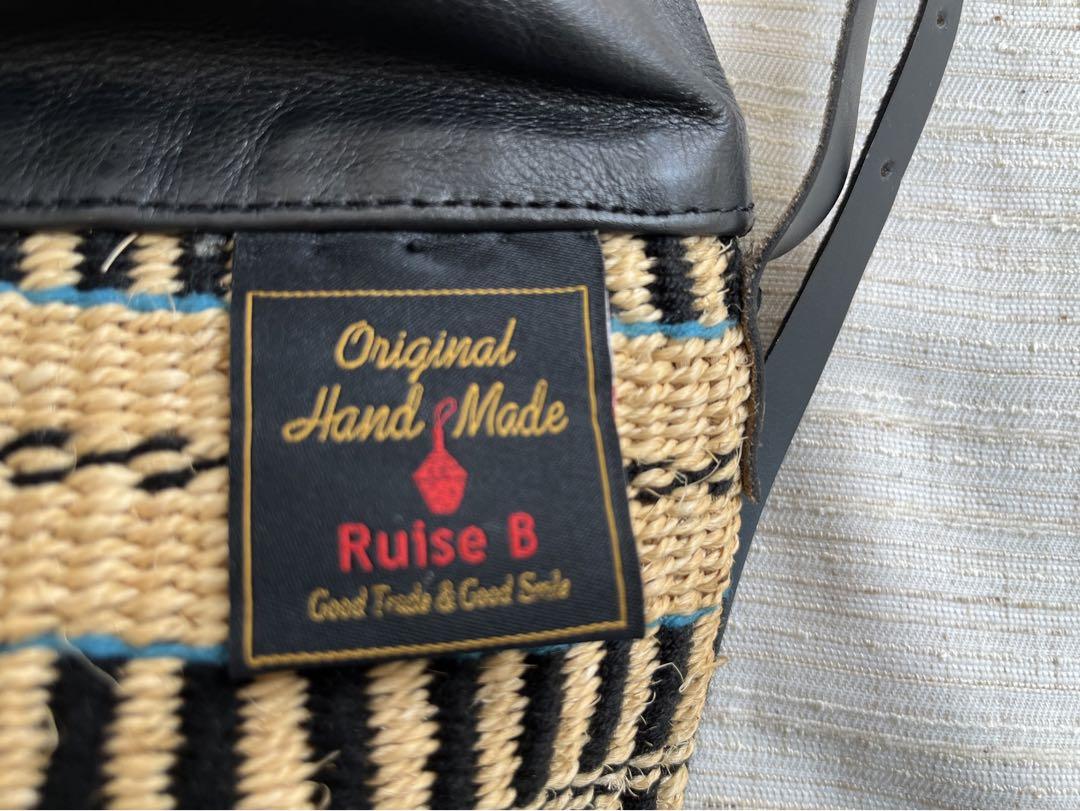 Original
Hand Made
Ruise B
Good Trade & Good Smile